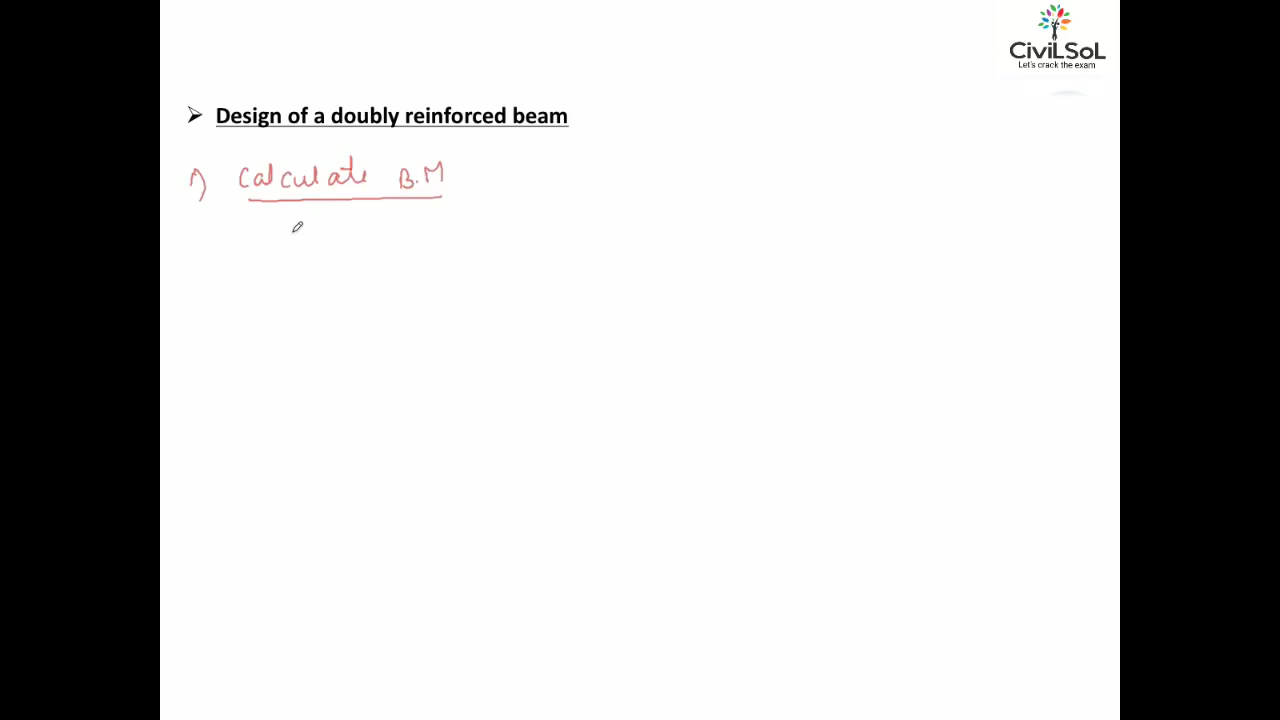 CiviLSoL
Let's crack the exam
➢ Design of a doubly reinforced beam
1) Calculate B.M